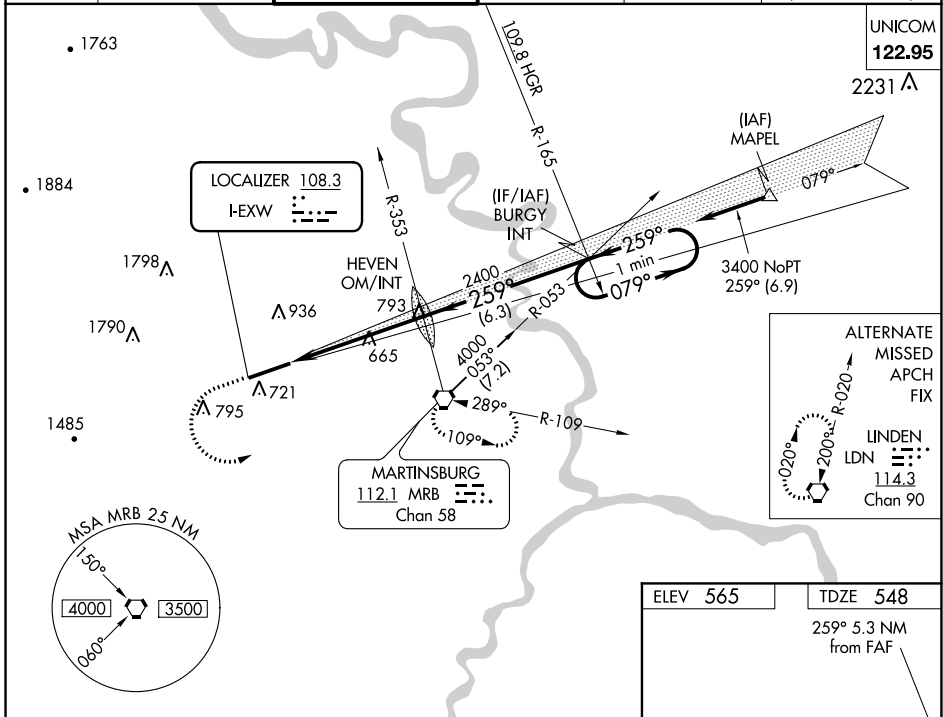 UNICOM
122.95
1763
2231
109.8 HGR
R-165
(IAF)
MAPEL
079°
LOCALIZER 108.3
I-EXW
1884
R-353
(IF/IAF)
BURGY
INT
259°
1 min
079°
3400 NoPT
259° (6.9)
HEVEN
OM/INT
793
2400
259°
(6.3)
R-053
1798
936
1790
665
4000
053°
(7.2)
ALTERNATE
MISSED
APCH
FIX
R-020
020°
200°
LINDEN
LDN
114.3
Chan 90
721
795
1485
289°
R-109
109°
MARTINSBURG
112.1 MRB
Chan 58
MSA MRB 25 NM
150°
4000
3500
060°
ELEV 565
TDZE 548
259° 5.3 NM
from FAF